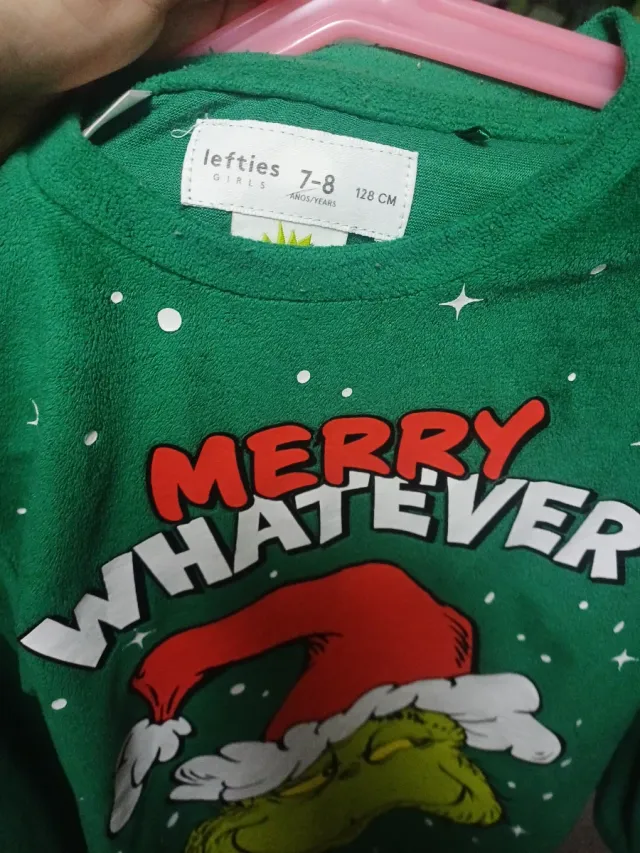 lefties
GIRLS
7-8
AÑOS/YEARS
128 CM
MERRY
WHATEVER